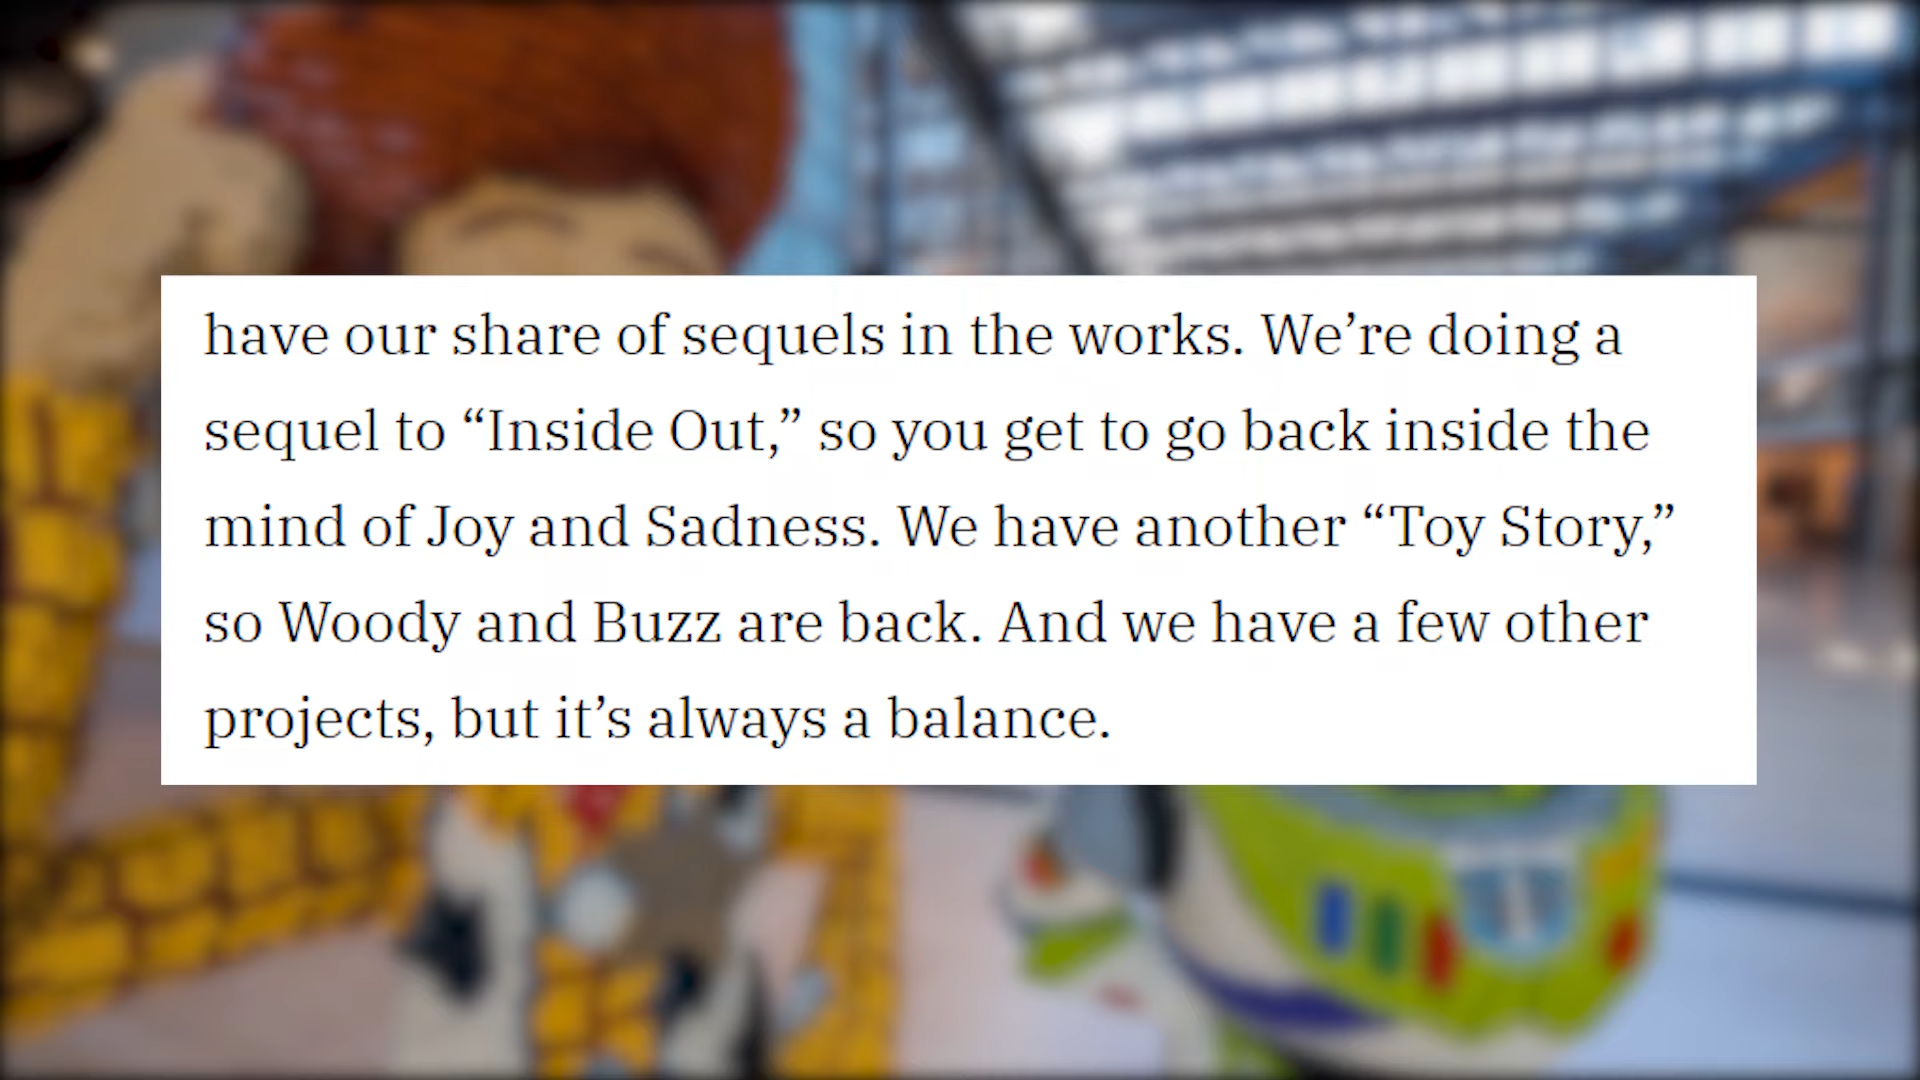 have our share of sequels in the works. We’re doing a
sequel to “Inside Out,” so you get to go back inside the
mind of Joy and Sadness. We have another “Toy Story,”
so Woody and Buzz are back. And we have a few other
projects, but it’s always a balance.